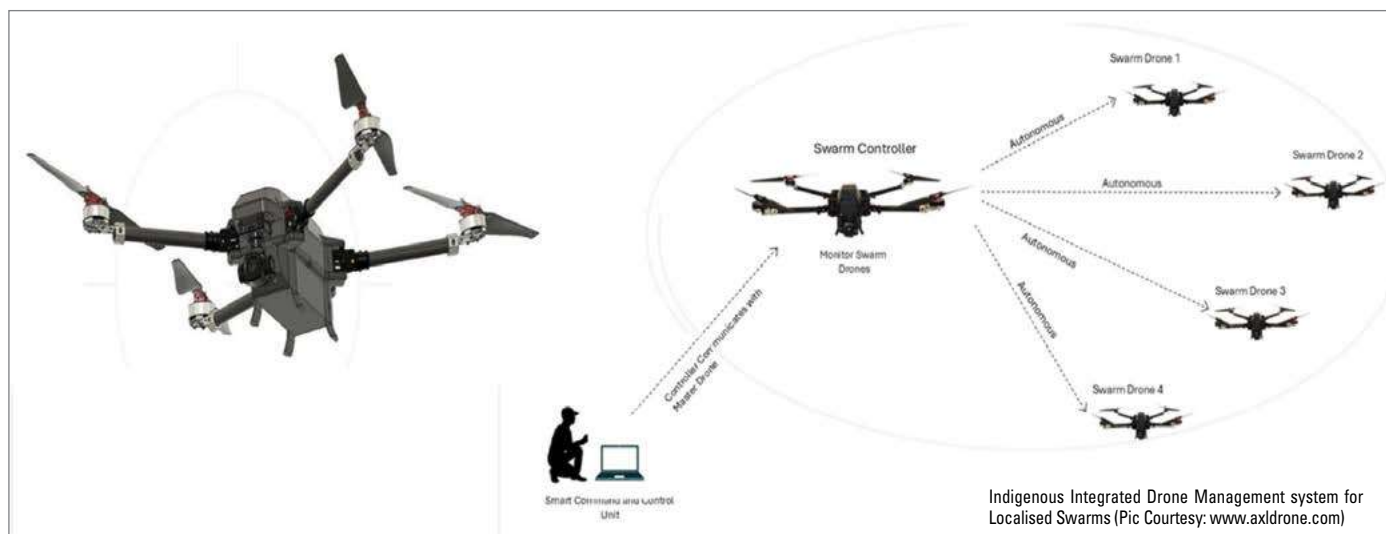 Swarm Drone 1
Autonomous
Swarm Drone 2
Swarm Controller
Autonomous
Monitor Swarm
Drones
Autonomous
Swarm Drone 3
Autonomous
Controller Communicates with
Master Drone
Swarm Drone 4
Smart Command and Control
Unit
Indigenous Integrated Drone Management system for
Localised Swarms (Pic Courtesy: www.axldrone.com)